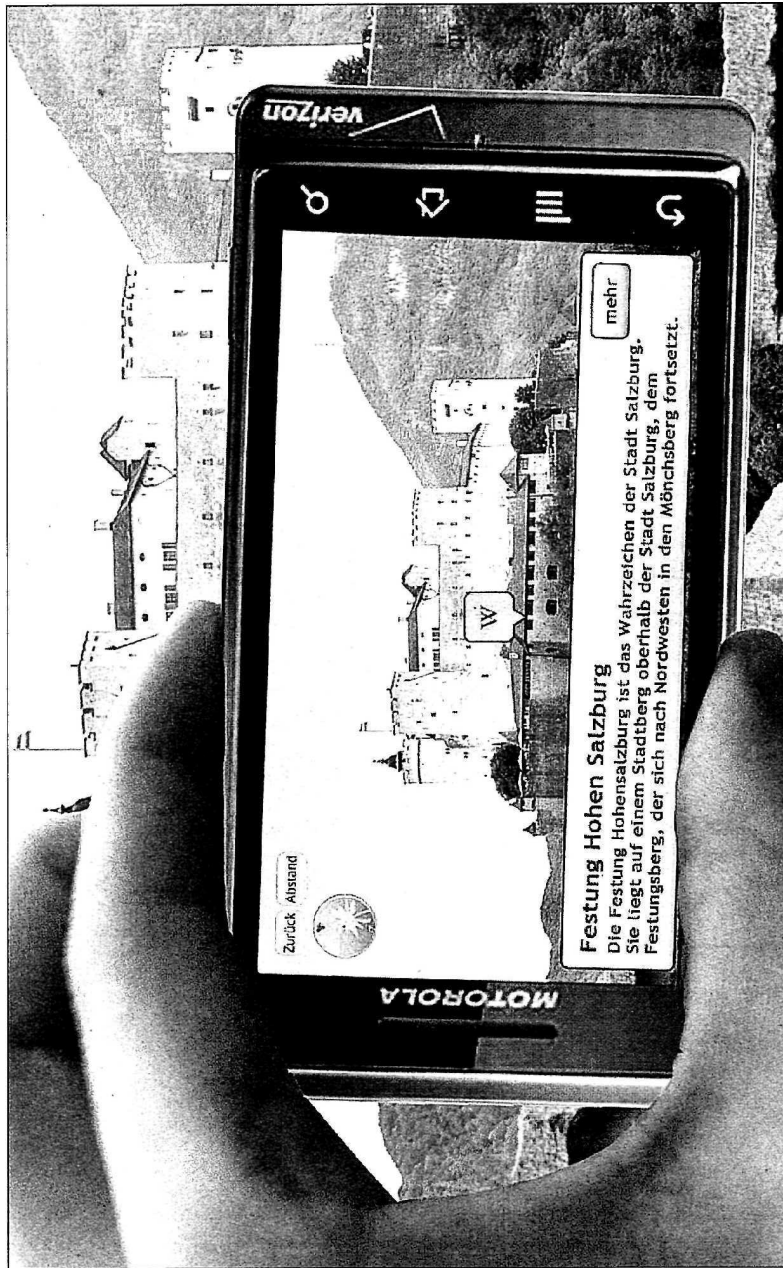 Zurück
Abstand
W
Festung Hohen Salzburg
Die Festung Hohensalzburg ist das Wahrzeichen der Stadt Salzburg.
Sie liegt auf einem Stadtberg oberhalb der Stadt Salzburg, dem
Festungsberg, der sich nach Nordwesten in den Mönchsberg fortsetzt.
mehr
MOTOROLA
verizon